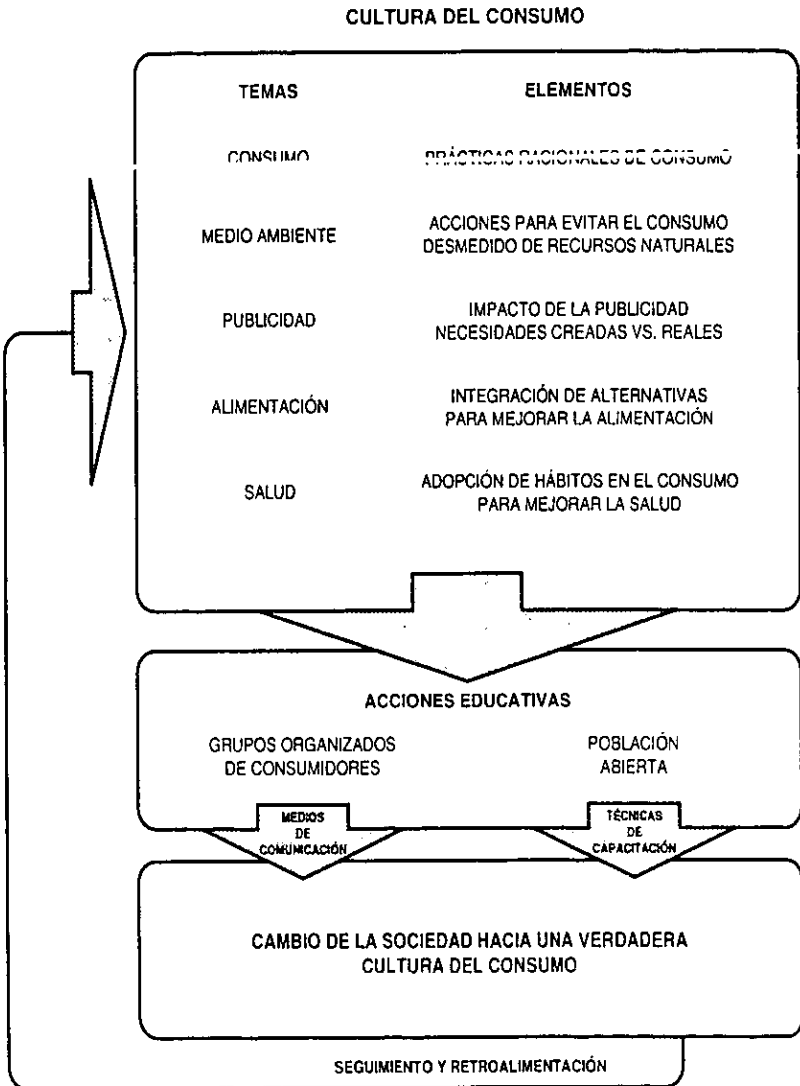 CULTURA DEL CONSUMO
TEMAS ELEMENTOS
CONSUMO PRÁCTICAS RACIONALES DE CONSUMO
MEDIO AMBIENTE ACCIONES PARA EVITAR EL CONSUMO
DESMEDIDO DE RECURSOS NATURALES
PUBLICIDAD IMPACTO DE LA PUBLICIDAD
NECESIDADES CREADAS VS. REALES
ALIMENTACIÓN INTEGRACIÓN DE ALTERNATIVAS
PARA MEJORAR LA ALIMENTACIÓN
SALUD ADOPCIÓN DE HÁBITOS EN EL CONSUMO
PARA MEJORAR LA SALUD
ACCIONES EDUCATIVAS
GRUPOS ORGANIZADOS
DE CONSUMIDORES
POBLACIÓN
ABIERTA
MEDIOS
DE
COMUNICACIÓN
TÉCNICAS
DE
CAPACITACIÓN
CAMBIO DE LA SOCIEDAD HACIA UNA VERDADERA
CULTURA DEL CONSUMO
SEGUIMIENTO Y RETROALIMENTACIÓN